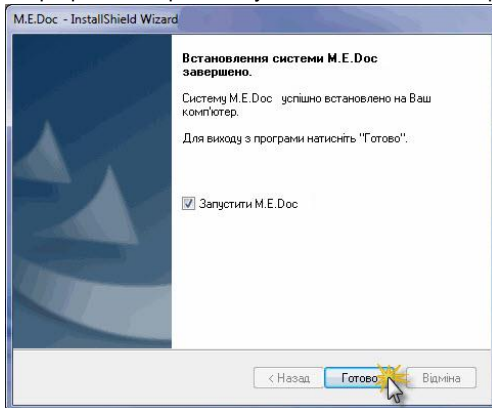 M.E.Doc - InstallShield Wizard
Встановлення системи M.E.Doc
завершено.
Систему M.E.Doc успішно встановлено на Ваш
комп'ютер.
Для виходу з програми натисніть "Готово".
Запустити M.E.Doc
< Назад Готово Відміна